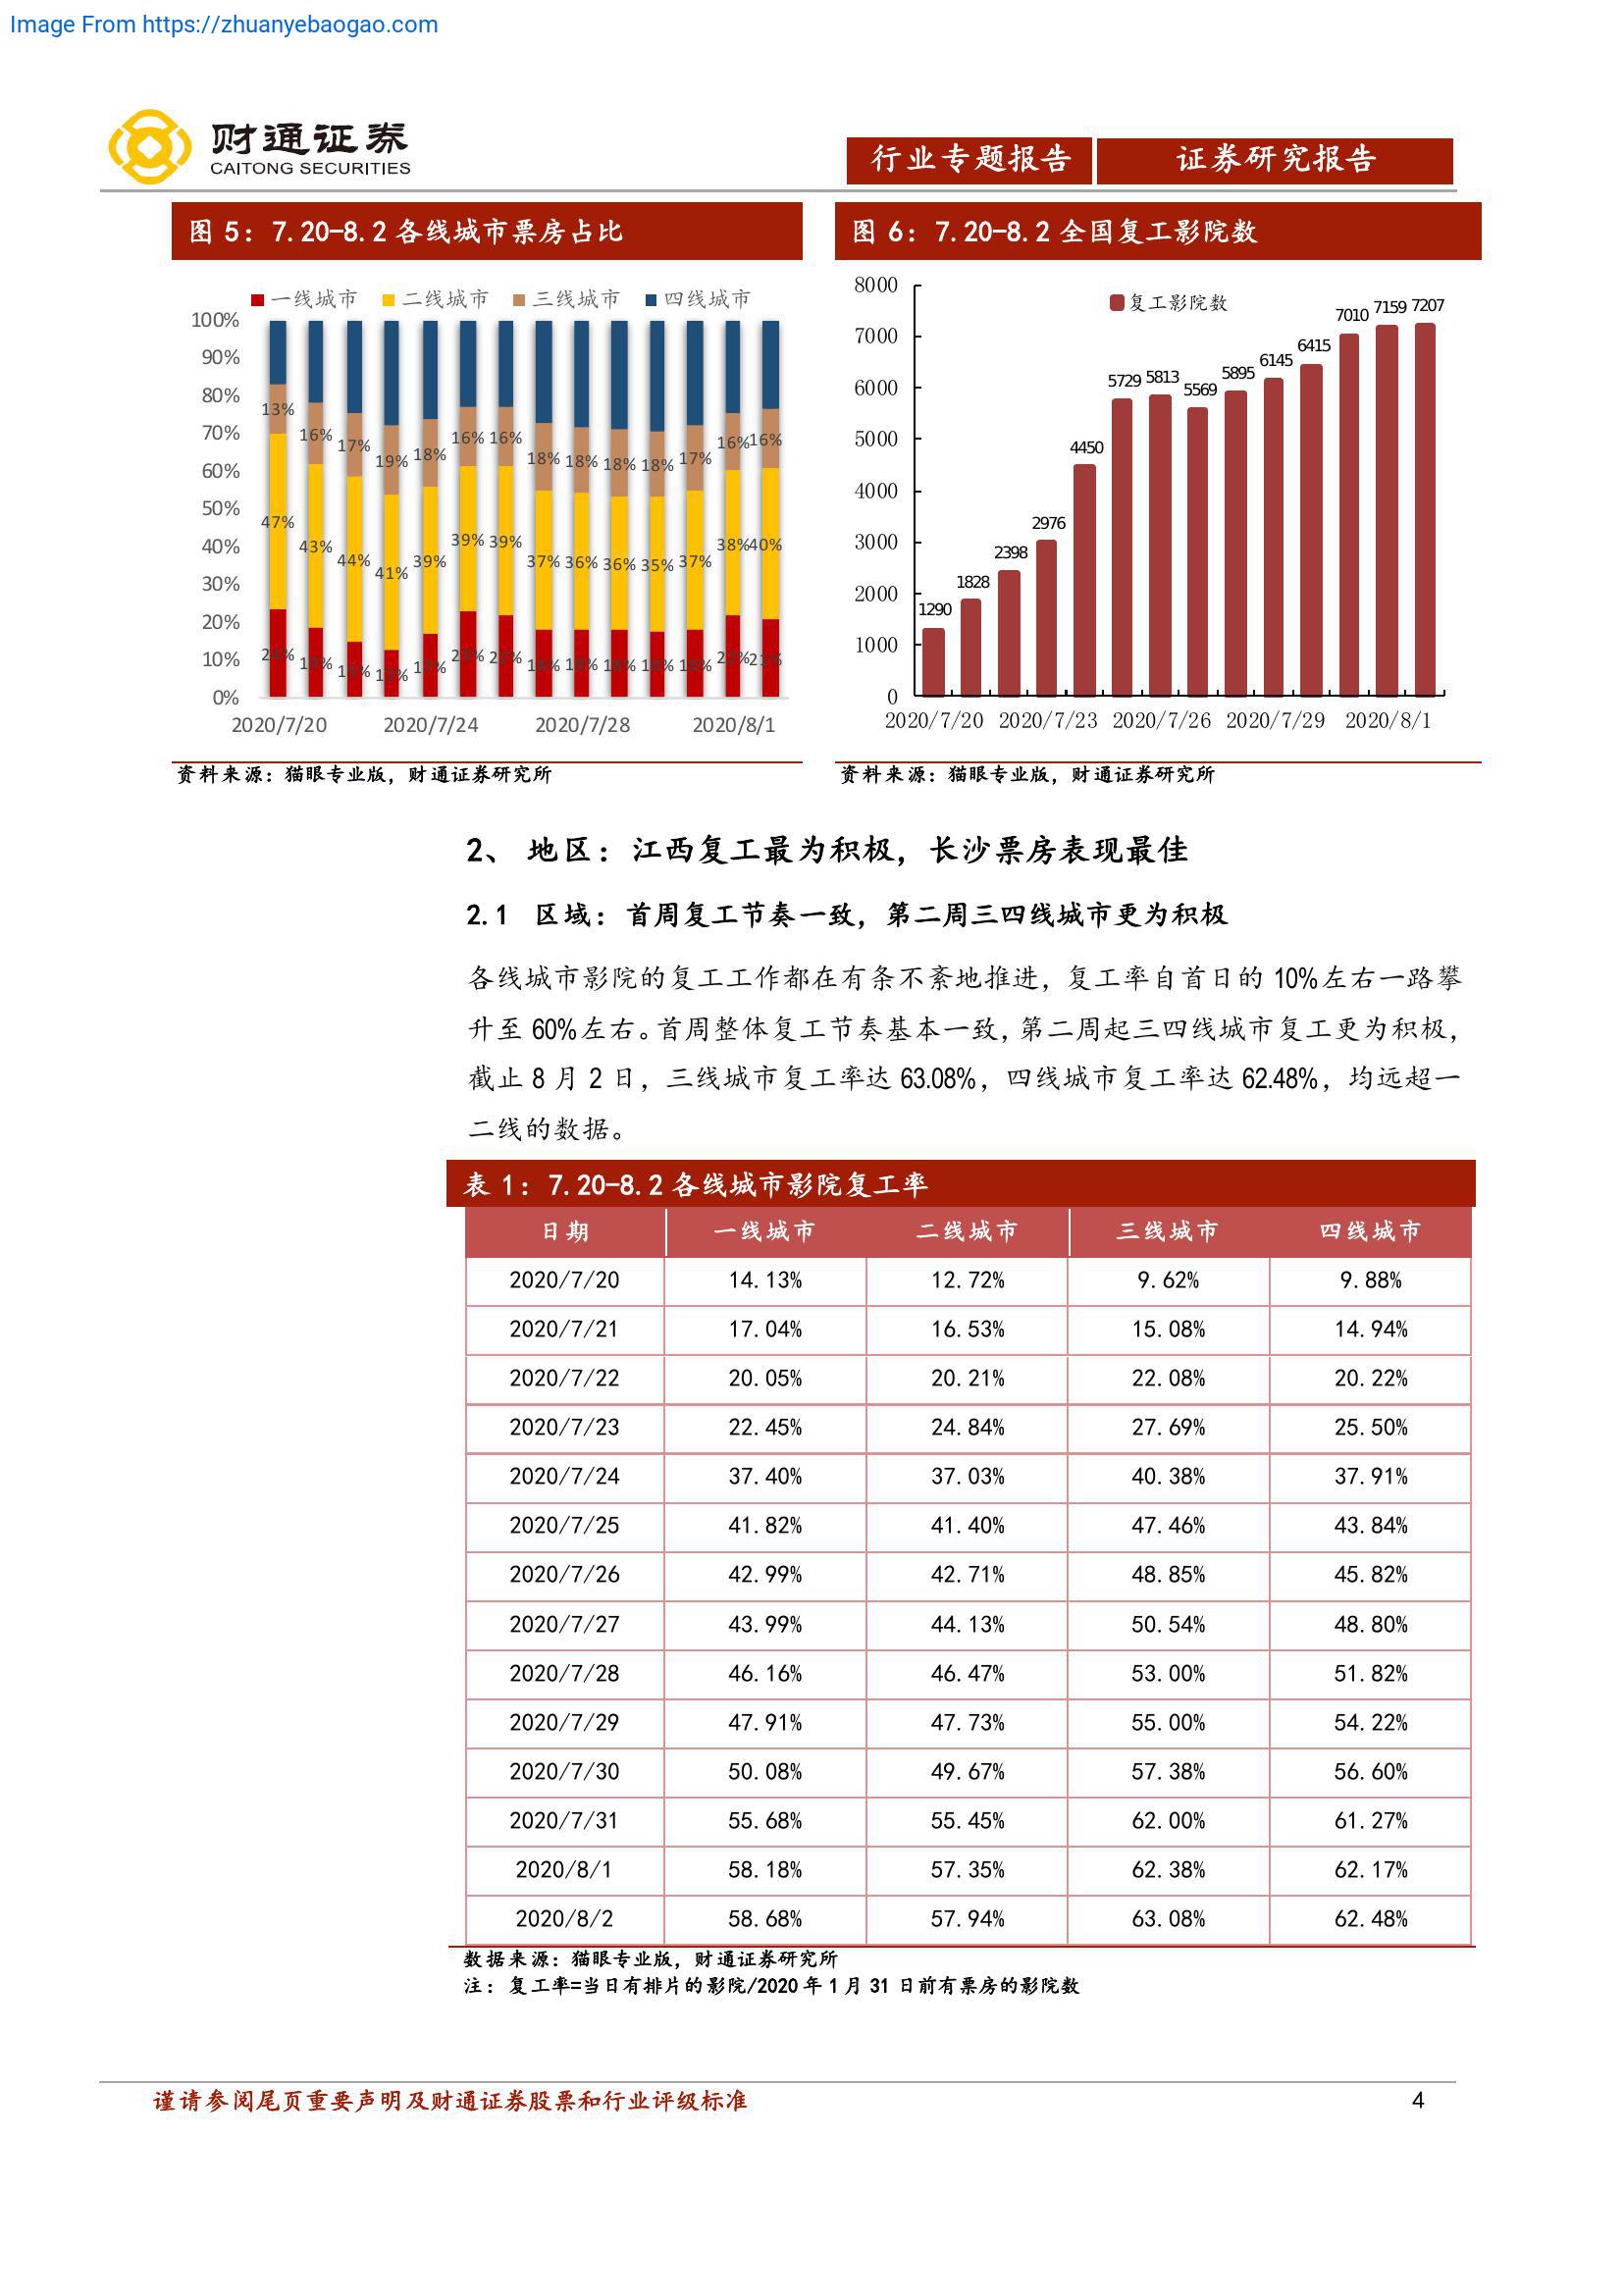 Image From https://zhuanyebaogao.com
财通证券
CAITONG SECURITIES
行业专题报告 证券研究报告
图 5：7.20-8.2 各线城市票房占比
一线城市 二线城市 三线城市 四线城市
100%
90%
80%
70%
60%
50%
40%
30%
20%
10%
0%
13% 16% 17% 19% 18% 16% 16% 18% 18% 18% 18% 17% 16% 16%
47% 43% 44% 41% 39% 39% 39% 37% 36% 36% 35% 37% 38% 40%
2020/7/20 2020/7/24 2020/7/28 2020/8/1
资料来源：猫眼专业版，财通证券研究所
图 6：7.20-8.2 全国复工影院数
复工影院数
8000
7000
6000
5000
4000
3000
2000
1000
0
1290 1828 2398 2976 4450 5729 5813 5569 5895 6145 6415 7010 7159 7207
2020/7/20 2020/7/23 2020/7/26 2020/7/29 2020/8/1
资料来源：猫眼专业版，财通证券研究所
2、 地区：江西复工最为积极，长沙票房表现最佳
2.1 区域：首周复工节奏一致，第二周三四线城市更为积极
各线城市影院的复工工作都在有条不紊地推进，复工率自首日的 10%左右一路攀
升至 60%左右。首周整体复工节奏基本一致，第二周起三四线城市复工更为积极，
截止 8 月 2 日，三线城市复工率达 63.08%，四线城市复工率达 62.48%，均远超一
二线的数据。
表 1：7.20-8.2 各线城市影院复工率
日期 一线城市 二线城市 三线城市 四线城市
2020/7/20 14.13% 12.72% 9.62% 9.88%
2020/7/21 17.04% 16.53% 15.08% 14.94%
2020/7/22 20.05% 20.21% 22.08% 20.22%
2020/7/23 22.45% 24.84% 27.69% 25.50%
2020/7/24 37.40% 37.03% 40.38% 37.91%
2020/7/25 41.82% 41.40% 47.46% 43.84%
2020/7/26 42.99% 42.71% 48.85% 45.82%
2020/7/27 43.99% 44.13% 50.54% 48.80%
2020/7/28 46.16% 46.47% 53.00% 51.82%
2020/7/29 47.91% 47.73% 55.00% 54.22%
2020/7/30 50.08% 49.67% 57.38% 56.60%
2020/7/31 55.68% 55.45% 62.00% 61.27%
2020/8/1 58.18% 57.35% 62.38% 62.17%
2020/8/2 58.68% 57.94% 63.08% 62.48%
数据来源：猫眼专业版，财通证券研究所
注：复工率=当日有排片的影院/2020 年 1 月 31 日前有票房的影院数
谨请参阅尾页重要声明及财通证券股票和行业评级标准 4